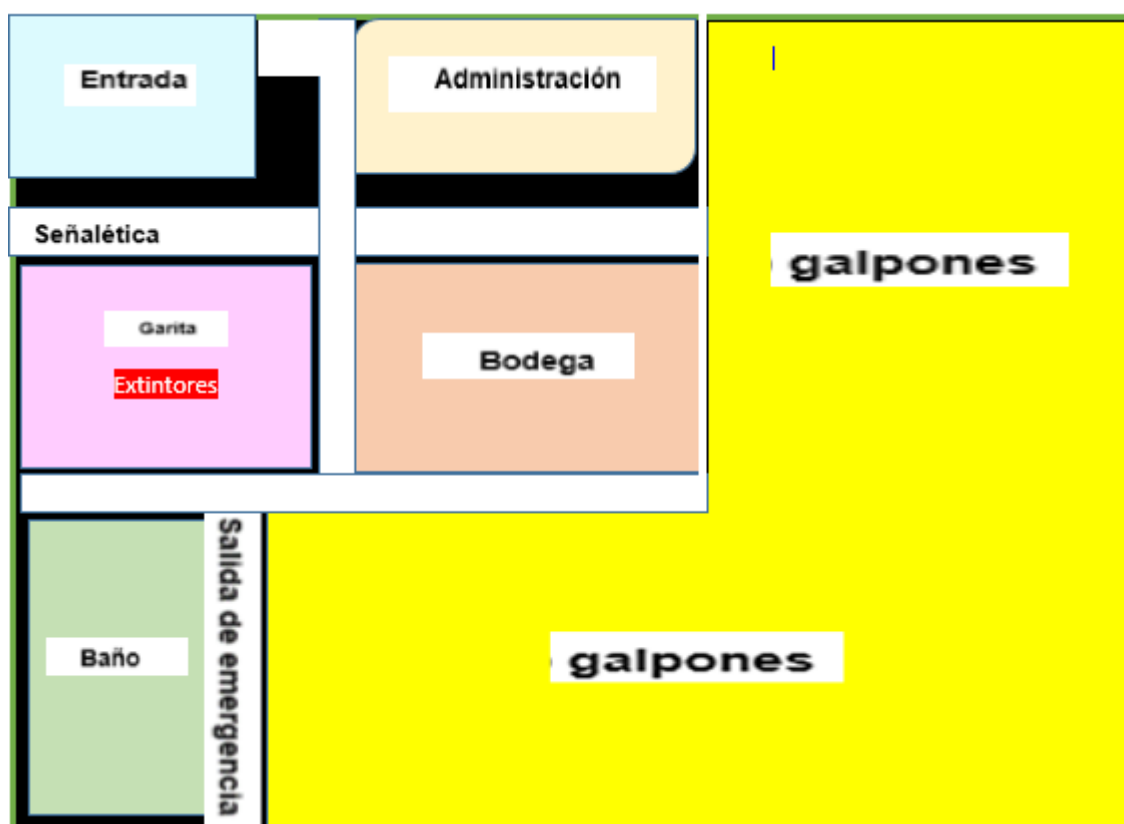 Entrada
Administración
Señalética
galpones
Garita
Extintores
Bodega
Salida de emergencia
Baño
galpones